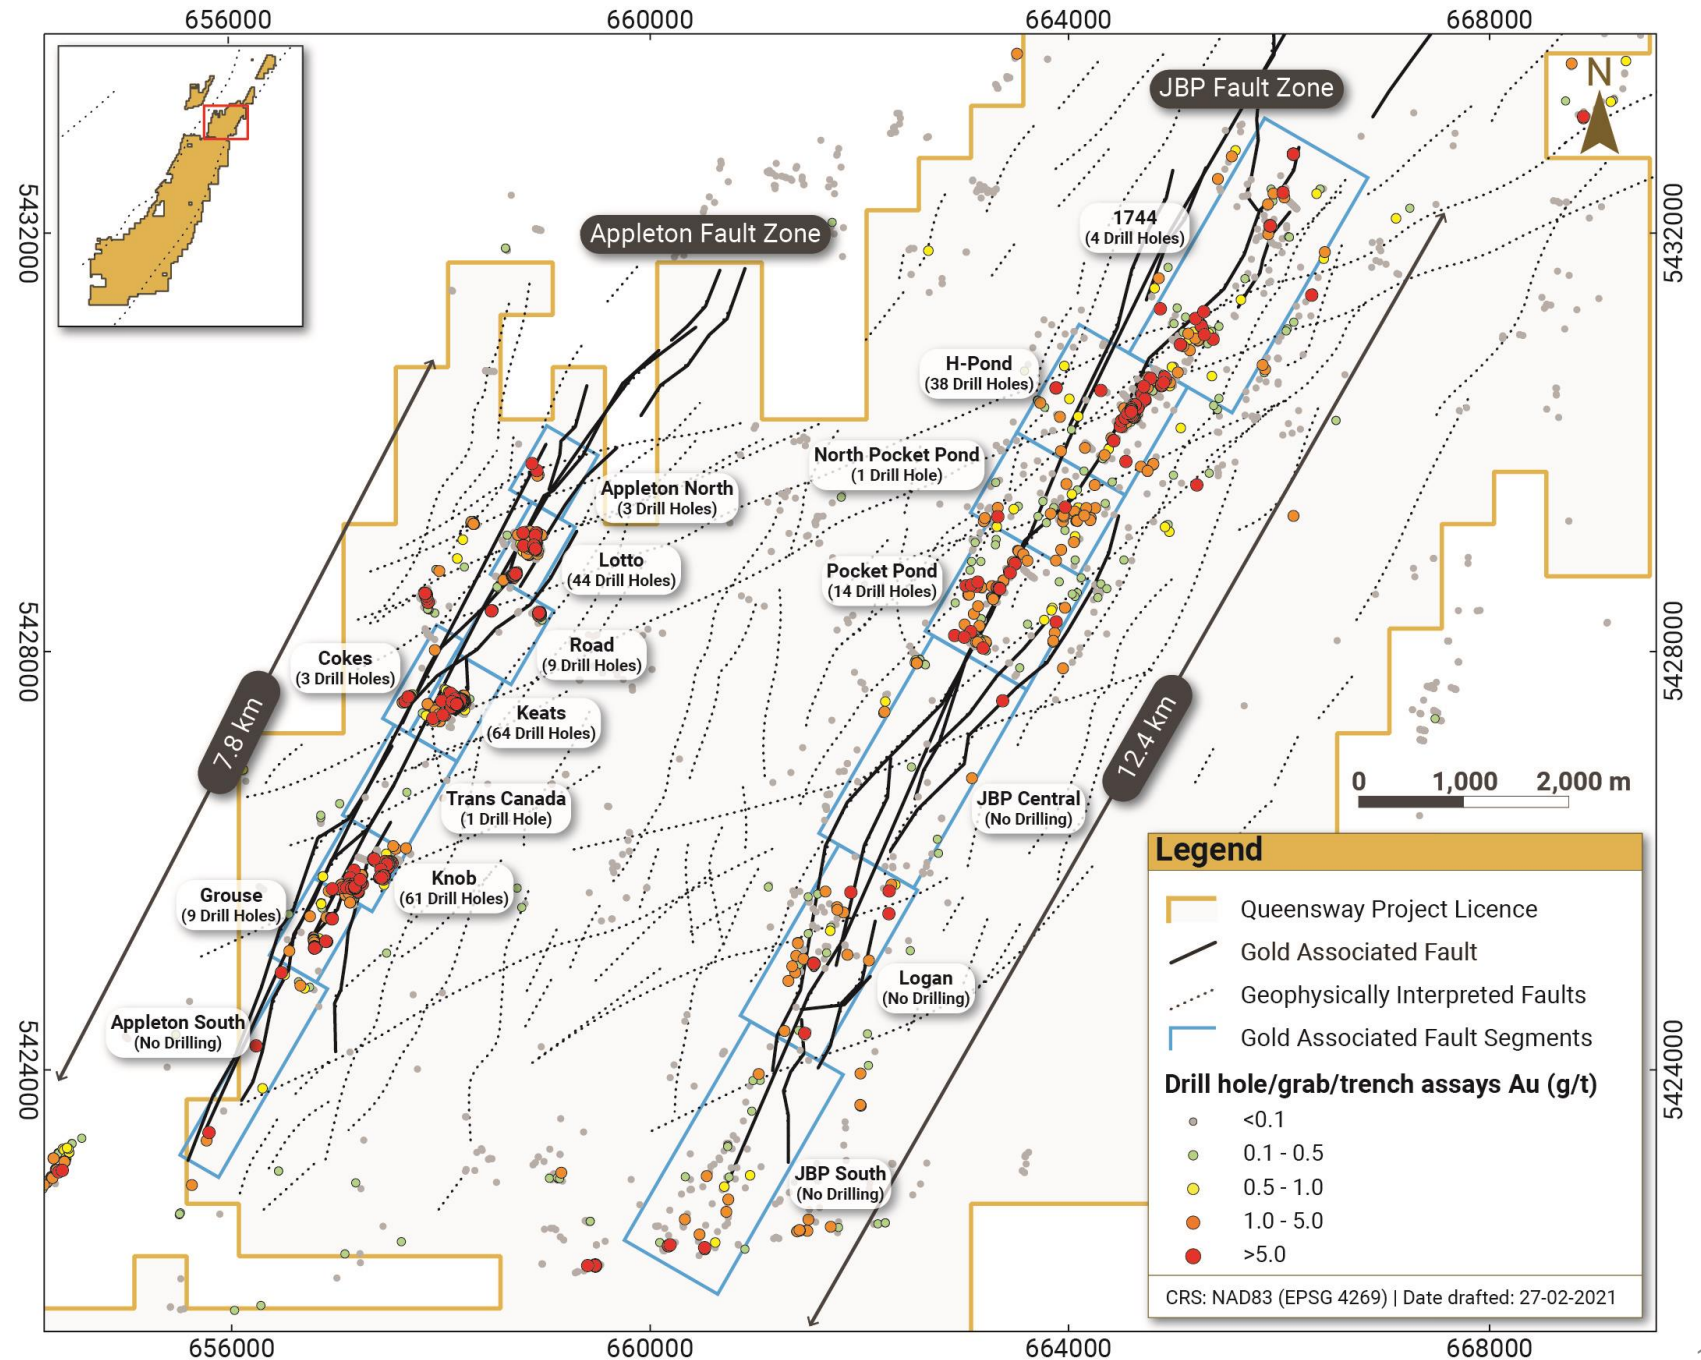 656000
660000
664000
668000
N
JBP Fault Zone
5432000
1744
(4 Drill Holes)
5432000
Appleton Fault Zone
H-Pond
(38 Drill Holes)
North Pocket Pond
(1 Drill Hole)
Appleton North
(3 Drill Holes)
Lotto
(44 Drill Holes)
Pocket Pond
(14 Drill Holes)
5428000
Cokes
(3 Drill Holes)
Road
(9 Drill Holes)
5428000
7.8 km
Keats
(64 Drill Holes)
12.4 km
0 1,000 2,000 m
Trans Canada
(1 Drill Hole)
JBP Central
(No Drilling)
Grouse
(9 Drill Holes)
Knob
(61 Drill Holes)
Logan
(No Drilling)
Appleton South
(No Drilling)
5424000
5424000
JBP South
(No Drilling)
Legend
Queensway Project Licence
Gold Associated Fault
Geophysically Interpreted Faults
Gold Associated Fault Segments
Drill hole/grab/trench assays Au (g/t)
<0.1
0.1 - 0.5
0.5 - 1.0
1.0 - 5.0
>5.0
CRS: NAD83 (EPSG 4269) | Date drafted: 27-02-2021
656000
660000
664000
668000